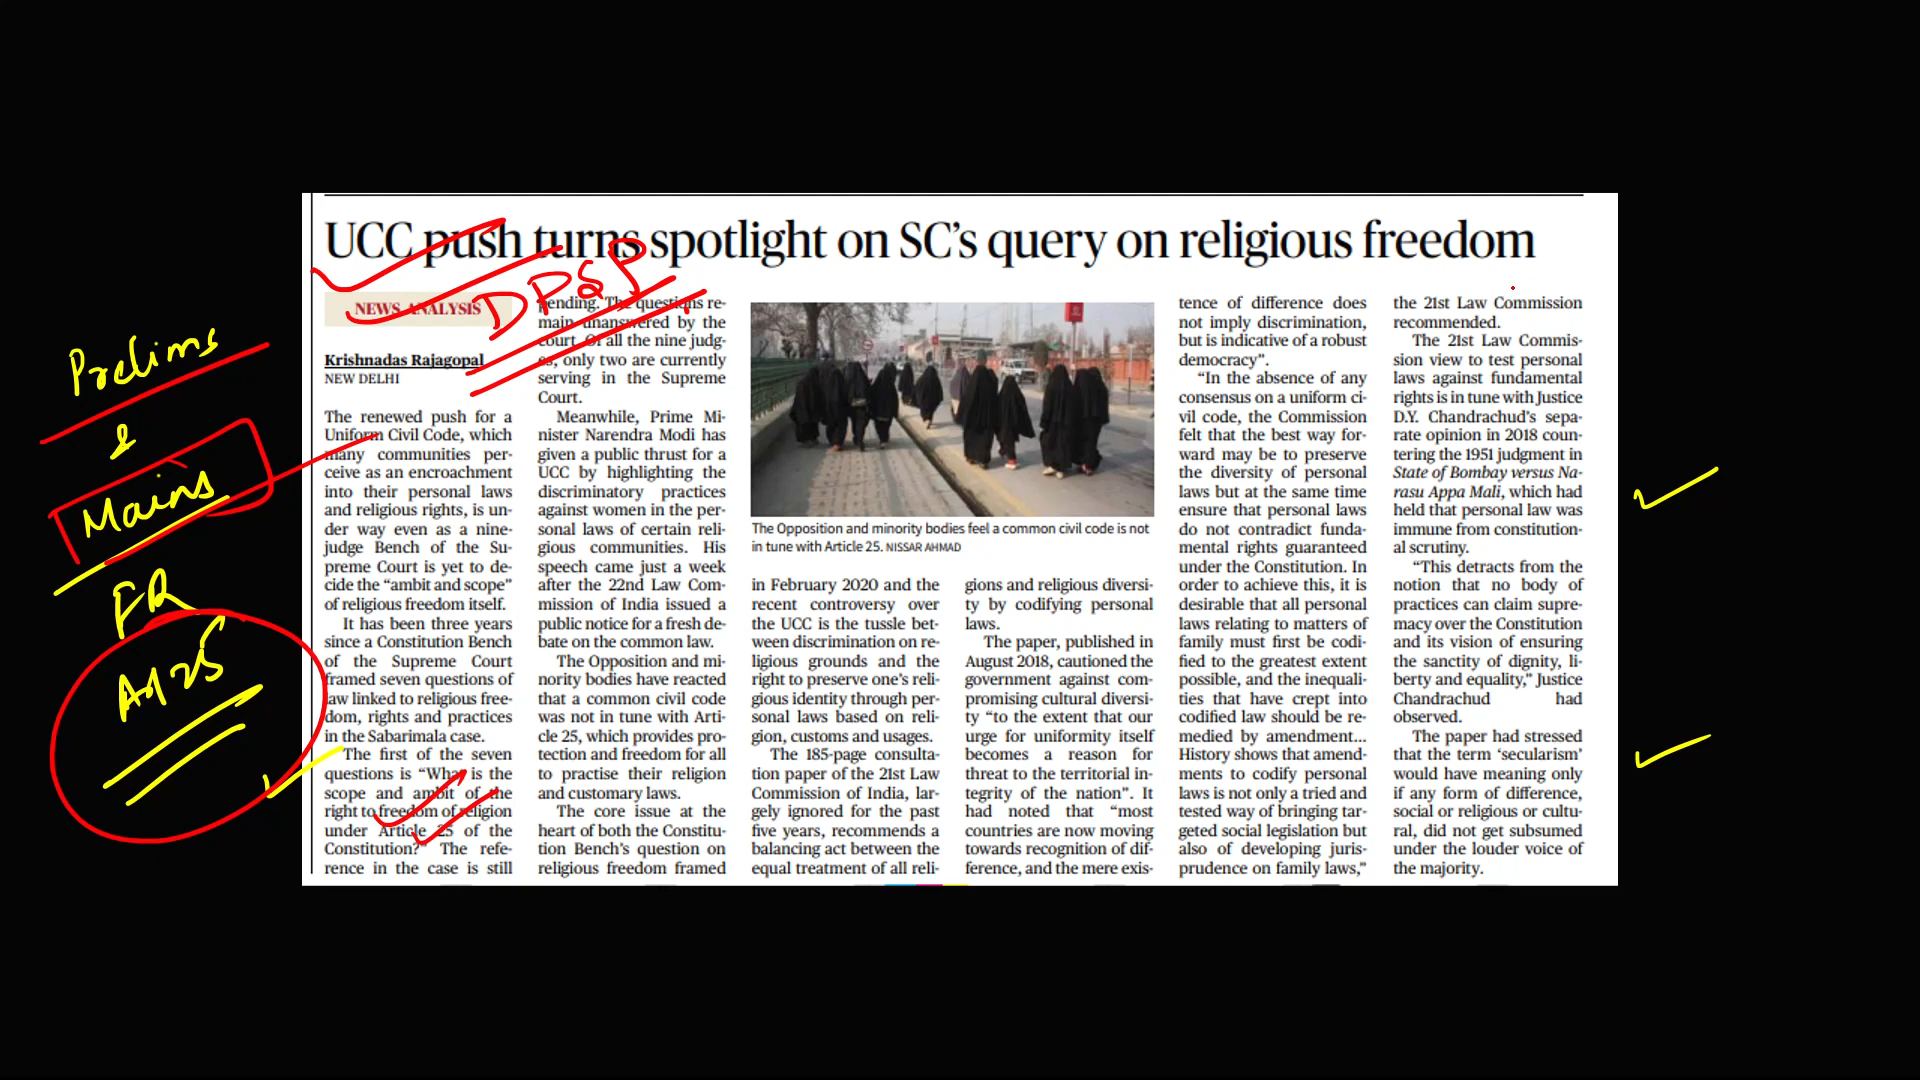 UCC push turns spotlight on SC’s query on religious freedom
DPSP
Prelims
&
Mains
FR
Art 25
NEWS ANALYSIS
Krishnadas Rajagopal
NEW DELHI
The renewed push for a
Uniform Civil Code, which
many communities per-
ceive as an encroachment
into their personal laws
and religious rights, is un-
der way even as a nine-
judge Bench of the Su-
preme Court is yet to de-
cide the “ambit and scope”
of religious freedom itself.
It has been three years
since a Constitution Bench
of the Supreme Court
framed seven questions of
law linked to religious free-
dom, rights and practices
in the Sabarimala case.
The first of the seven
questions is “What is the
scope and ambit of the
right to freedom of religion
under Article 25 of the
Constitution?” The refe-
rence in the case is still
pending. The questions re-
main unanswered by the
court. Of all the nine judg-
es, only two are currently
serving in the Supreme
Court.
Meanwhile, Prime Mi-
nister Narendra Modi has
given a public thrust for a
UCC by highlighting the
discriminatory practices
against women in the per-
sonal laws of certain reli-
gious communities. His
speech came just a week
after the 22nd Law Com-
mission of India issued a
public notice for a fresh de-
bate on the common law.
The Opposition and mi-
nority bodies have reacted
that a common civil code
was not in tune with Arti-
cle 25, which provides pro-
tection and freedom for all
to practise their religion
and customary laws.
The core issue at the
heart of both the Constitu-
tion Bench’s question on
religious freedom framed
The Opposition and minority bodies feel a common civil code is not
in tune with Article 25. NISSAR AHMAD
in February 2020 and the
recent controversy over
the UCC is the tussle bet-
ween discrimination on re-
ligious grounds and the
right to preserve one’s reli-
gious identity through per-
sonal laws based on reli-
gion, customs and usages.
The 185-page consulta-
tion paper of the 21st Law
Commission of India, lar-
gely ignored for the past
five years, recommends a
balancing act between the
equal treatment of all reli-
gions and religious diversi-
ty by codifying personal
laws.
The paper, published in
August 2018, cautioned the
government against com-
promising cultural diversi-
ty “to the extent that our
urge for uniformity itself
becomes a reason for
threat to the territorial in-
tegrity of the nation”. It
had noted that “most
countries are now moving
towards recognition of dif-
ference, and the mere exis-
tence of difference does
not imply discrimination,
but is indicative of a robust
democracy”.
“In the absence of any
consensus on a uniform ci-
vil code, the Commission
felt that the best way for-
ward may be to preserve
the diversity of personal
laws but at the same time
ensure that personal laws
do not contradict funda-
mental rights guaranteed
under the Constitution. In
order to achieve this, it is
desirable that all personal
laws relating to matters of
family must first be codi-
fied to the greatest extent
possible, and the inequali-
ties that have crept into
codified law should be re-
medied by amendment...
History shows that amend-
ments to codify personal
laws is not only a tried and
tested way of bringing tar-
geted social legislation but
also of developing juris-
prudence on family laws,”
the 21st Law Commission
recommended.
The 21st Law Commis-
sion view to test personal
laws against fundamental
rights is in tune with Justice
D.Y. Chandrachud’s sepa-
rate opinion in 2018 coun-
tering the 1951 judgment in
State of Bombay versus Na-
rasu Appa Mali, which had
held that personal law was
immune from constitution-
al scrutiny.
“This detracts from the
notion that no body of
practices can claim supre-
macy over the Constitution
and its vision of ensuring
the sanctity of dignity, li-
berty and equality,” Justice
Chandrachud had
observed.
The paper had stressed
that the term ‘secularism’
would have meaning only
if any form of difference,
social or religious or cultu-
ral, did not get subsumed
under the louder voice of
the majority.